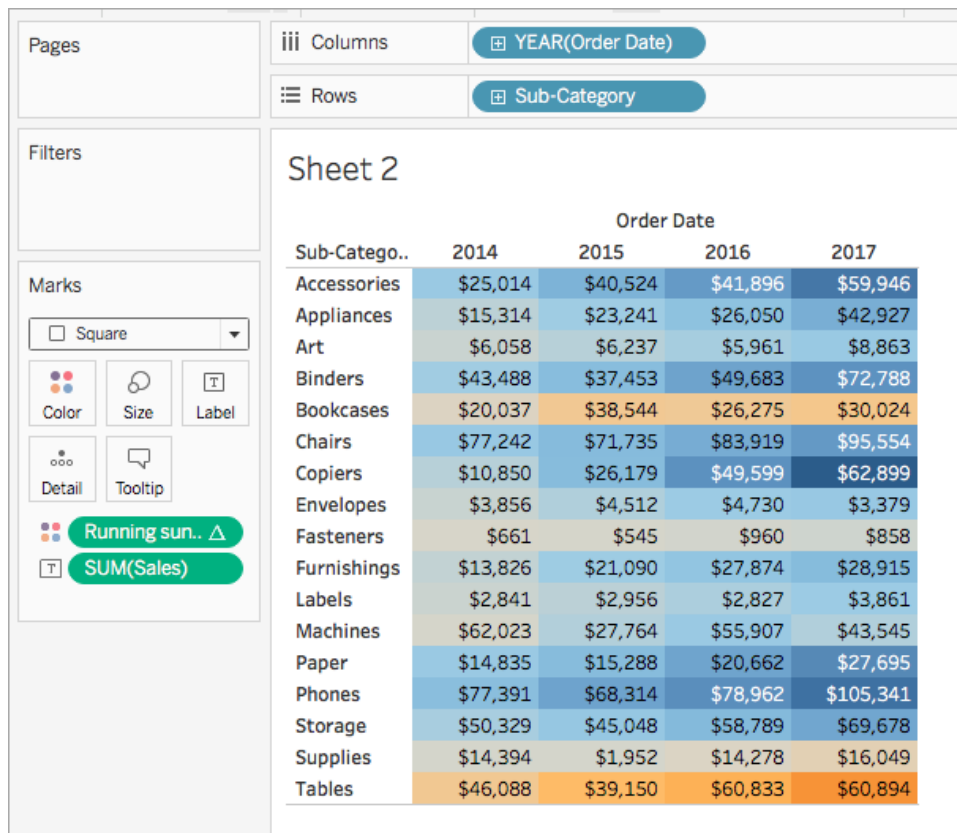 Pages
Columns
YEAR(Order Date)
Rows
Sub-Category
Filters
Marks
Square
Color
Size
T
Label
Detail
Tooltip
Running sun.. Δ
T
SUM(Sales)
Sheet 2
Order Date
Sub-Catego.. 2014 2015 2016 2017
Accessories $25,014 $40,524 $41,896 $59,946
Appliances $15,314 $23,241 $26,050 $42,927
Art $6,058 $6,237 $5,961 $8,863
Binders $43,488 $37,453 $49,683 $72,788
Bookcases $20,037 $38,544 $26,275 $30,024
Chairs $77,242 $71,735 $83,919 $95,554
Copiers $10,850 $26,179 $49,599 $62,899
Envelopes $3,856 $4,512 $4,730 $3,379
Fasteners $661 $545 $960 $858
Furnishings $13,826 $21,090 $27,874 $28,915
Labels $2,841 $2,956 $2,827 $3,861
Machines $62,023 $27,764 $55,907 $43,545
Paper $14,835 $15,288 $20,662 $27,695
Phones $77,391 $68,314 $78,962 $105,341
Storage $50,329 $45,048 $58,789 $69,678
Supplies $14,394 $1,952 $14,278 $16,049
Tables $46,088 $39,150 $60,833 $60,894